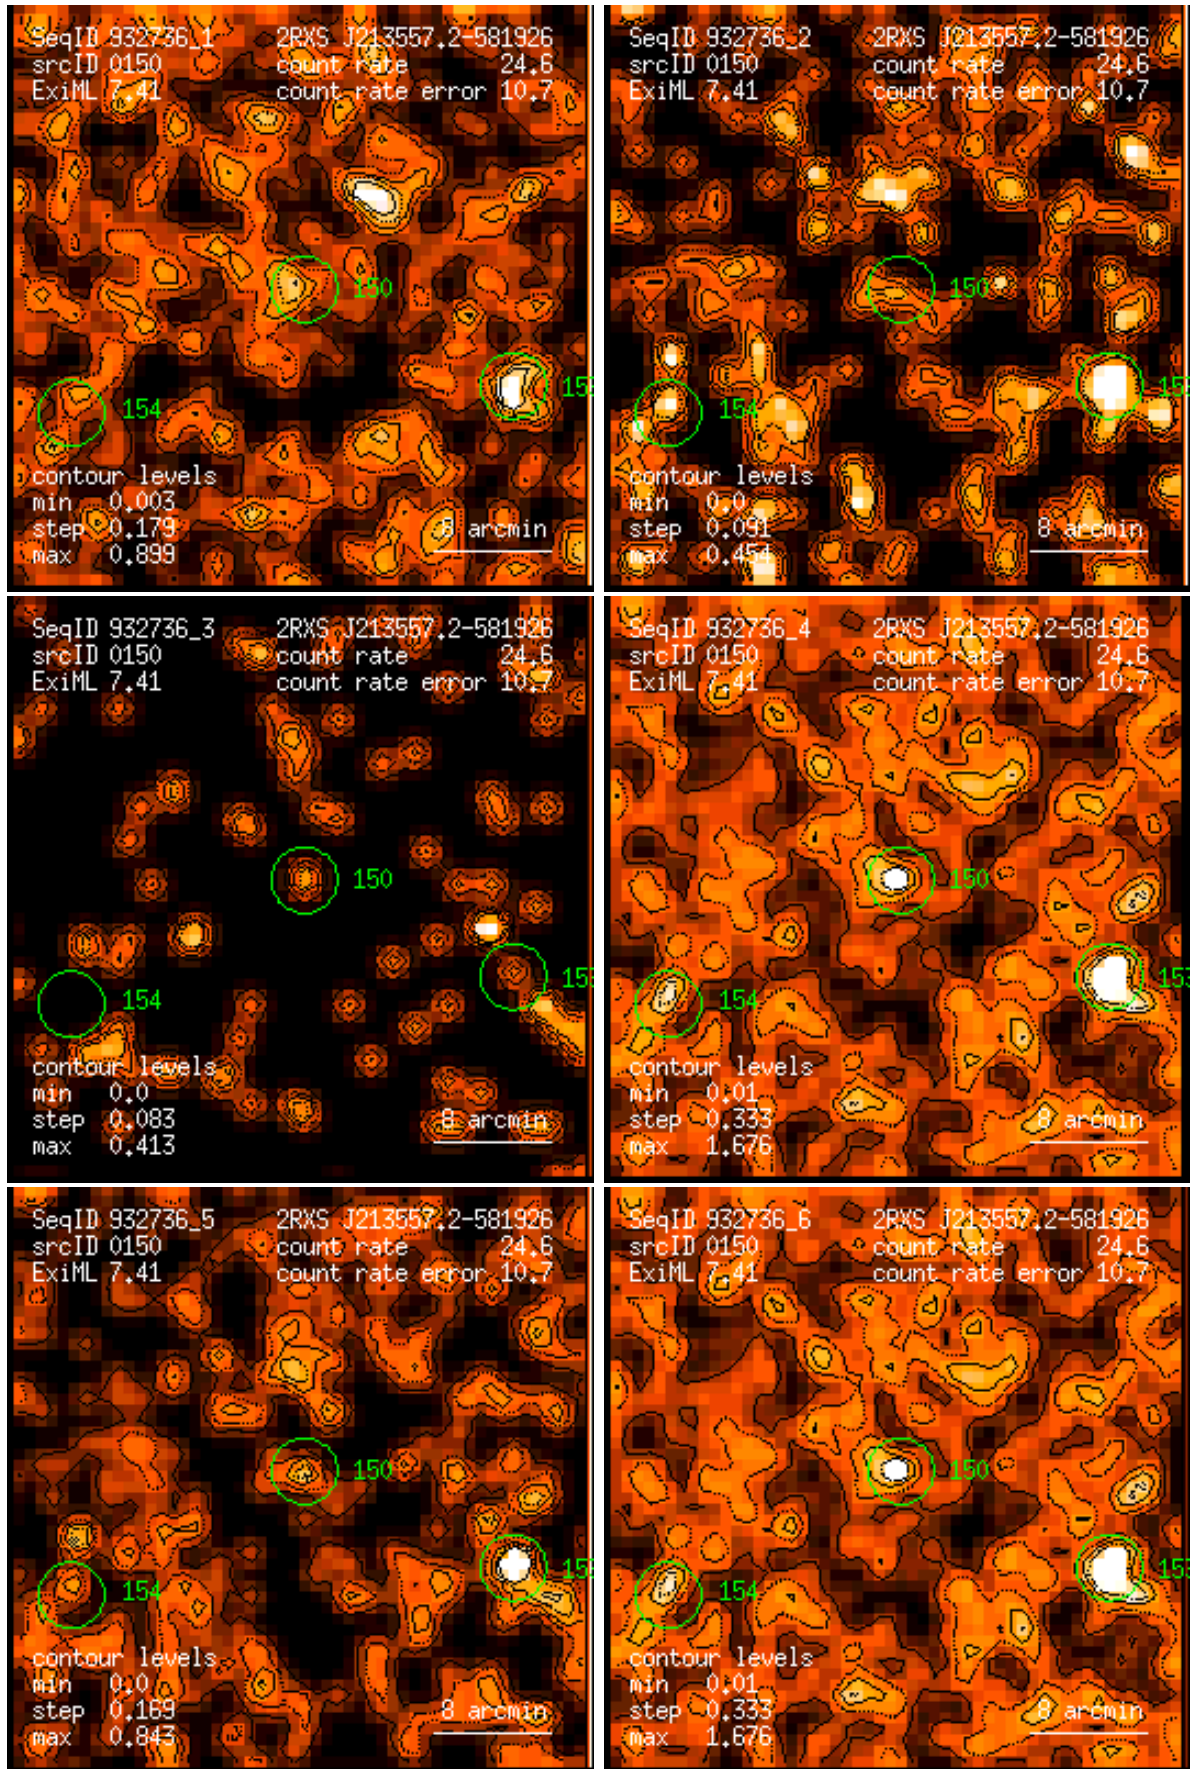 SeqID 932736_1 2RXS J213557.2-581926
srcID 0150 count rate 24.6
ExiML 7.41 count rate error 10.7
150
153
154
contour levels
min 0.003
step 0.179 8 arcmin
max 0.899
SeqID 932736_2 2RXS J213557.2-581926
srcID 0150 count rate 24.6
ExiML 7.41 count rate error 10.7
150
15
154
contour levels
min 0.0
step 0.091 8 arcmin
max 0.454
SeqID 932736_3 2RXS J213557.2-581926
srcID 0150 count rate 24.6
ExiML 7.41 count rate error 10.7
150
153
154
contour levels
min 0.0
step 0.083 8 arcmin
max 0.413
SeqID 932736_4 2RXS J213557.2-581926
srcID 0150 count rate 24.6
ExiML 7.41 count rate error 10.7
150
153
154
contour levels
min 0.01
step 0.333 8 arcmin
max 1.676
SeqID 932736_5 2RXS J213557.2-581926
srcID 0150 count rate 24.6
ExiML 7.41 count rate error 10.7
150
153
154
contour levels
min 0.0
step 0.169 8 arcmin
max 0.843
SeqID 932736_6 2RXS J213557.2-581926
srcID 0150 count rate 24.6
ExiML 7.41 count rate error 10.7
150
153
154
contour levels
min 0.01
step 0.333 8 arcmin
max 1.676